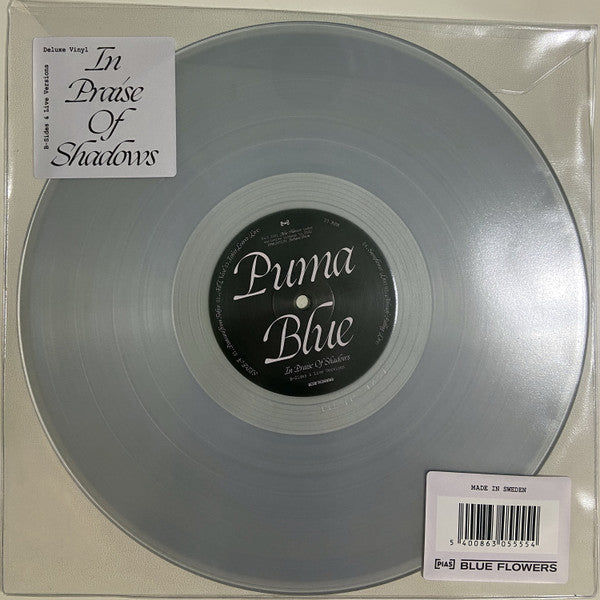 Deluxe Vinyl
B-Sides & Live Versions
In
Praise
Of
Shadows
Puma
Blue
In Praise Of Shadows
B-Sides & Live Versions
MADE IN SWEDEN
5 400863 055554
[PIAS] BLUE FLOWERS